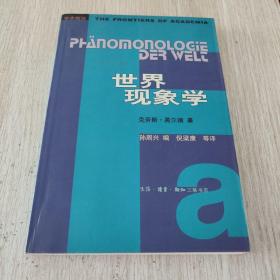 学术前沿 THE FRONTIERS OF ACADEMIA
PHÄNOMONOLOGIE
DER WELT
世界
现象学
克劳斯·黑尔德 著
孙周兴 编 倪梁康 等译
生活·读书·新知三联书店
a